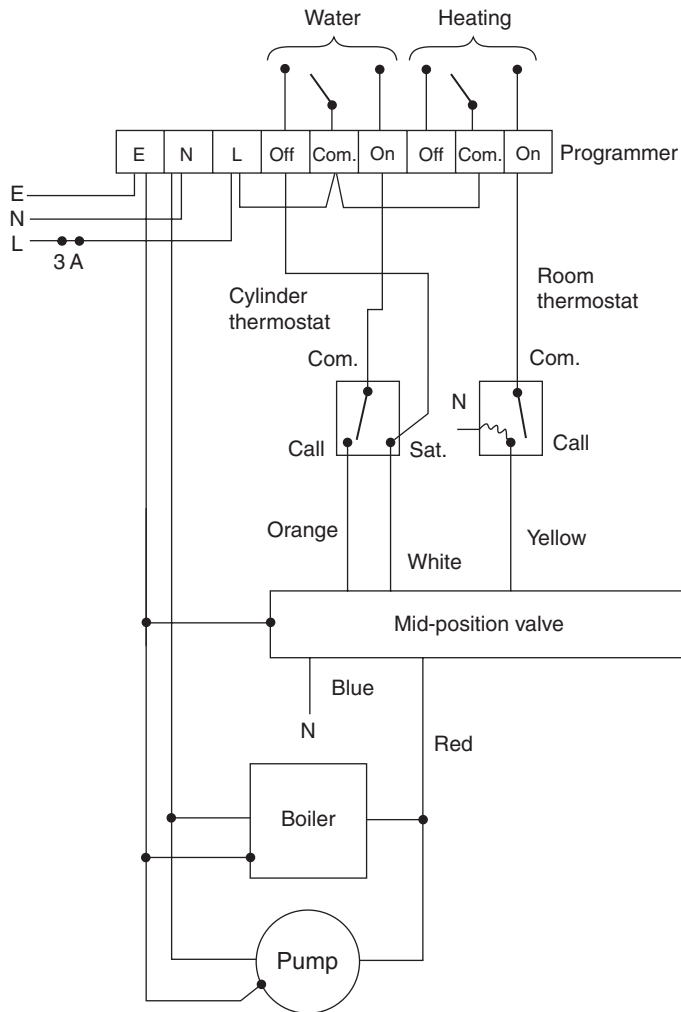 Water Heating
E N L Off Com. On Off Com. On Programmer
E
N
L
3 A
Cylinder
thermostat
Room
thermostat
Com.
Com.
N
Call
Sat.
Call
Orange
White
Yellow
Mid-position valve
Blue
N
Red
Boiler
Pump